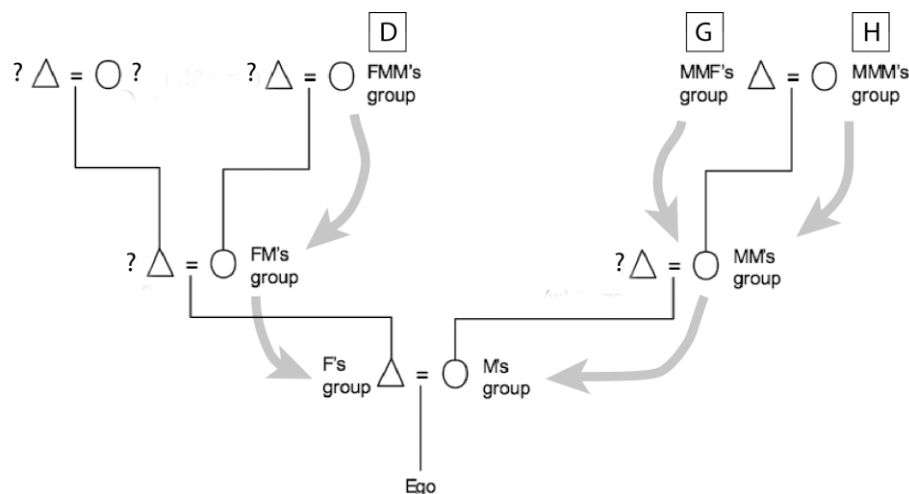 D
G
H
? = ?
? = FMM's
group
MMF's
group
= MMM's
group
? = FM's
group
? = MM's
group
F's
group
= M's
group
Ego